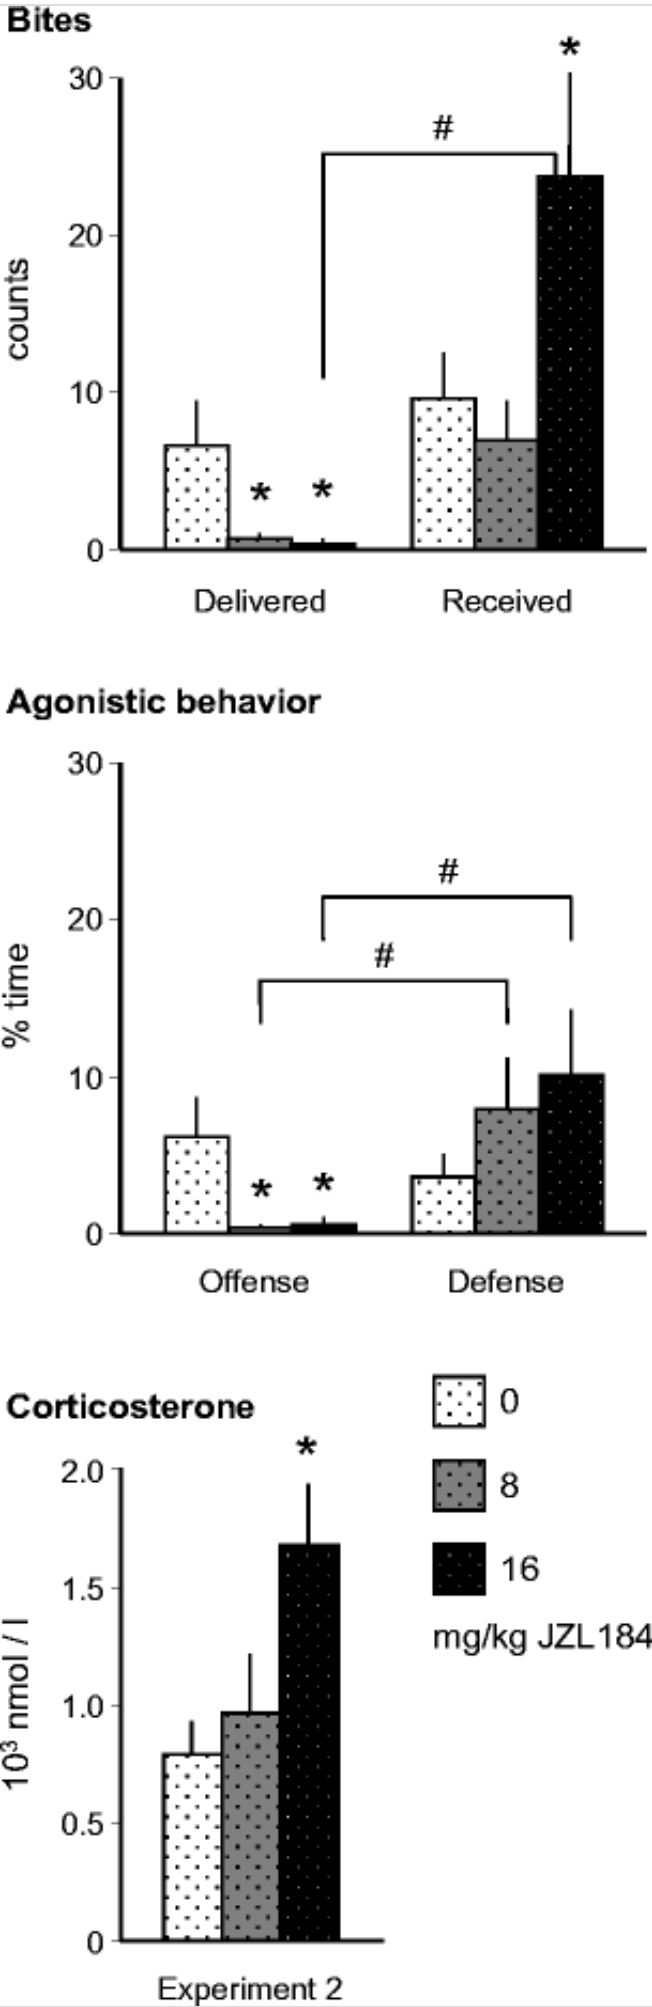 Bites
*
30
#
20
counts
10
* *
0
Delivered Received
Agonistic behavior
30
#
20
#
% time
10
* *
0
Offense Defense
Corticosterone
0
*
2.0
8
1.5
16
mg/kg JZL184
1.0
10³ nmol / l
0.5
0
Experiment 2